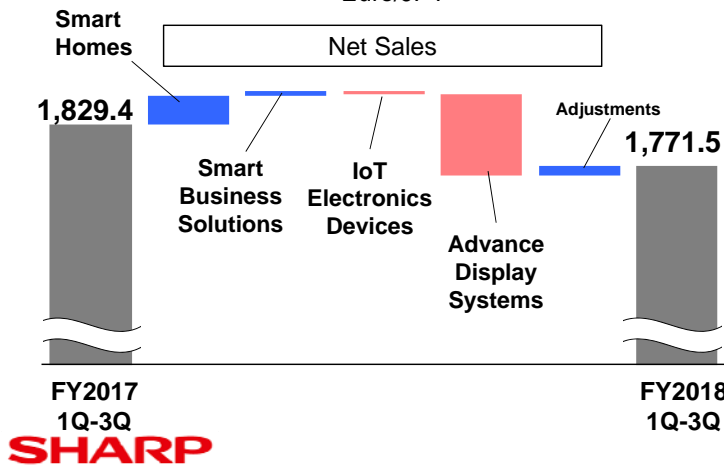 Smart
Homes
Net Sales
1,829.4
Adjustments
1,771.5
Smart
Business
Solutions
IoT
Electronics
Devices
Advance
Display
Systems
FY2017
1Q-3Q
FY2018
1Q-3Q
SHARP